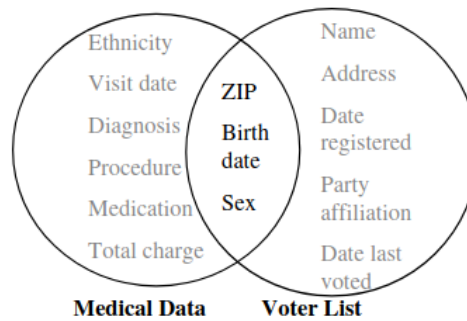 Ethnicity
Visit date
Diagnosis
Procedure
Medication
Total charge
ZIP
Birth
date
Sex
Name
Address
Date
registered
Party
affiliation
Date last
voted
Medical Data
Voter List